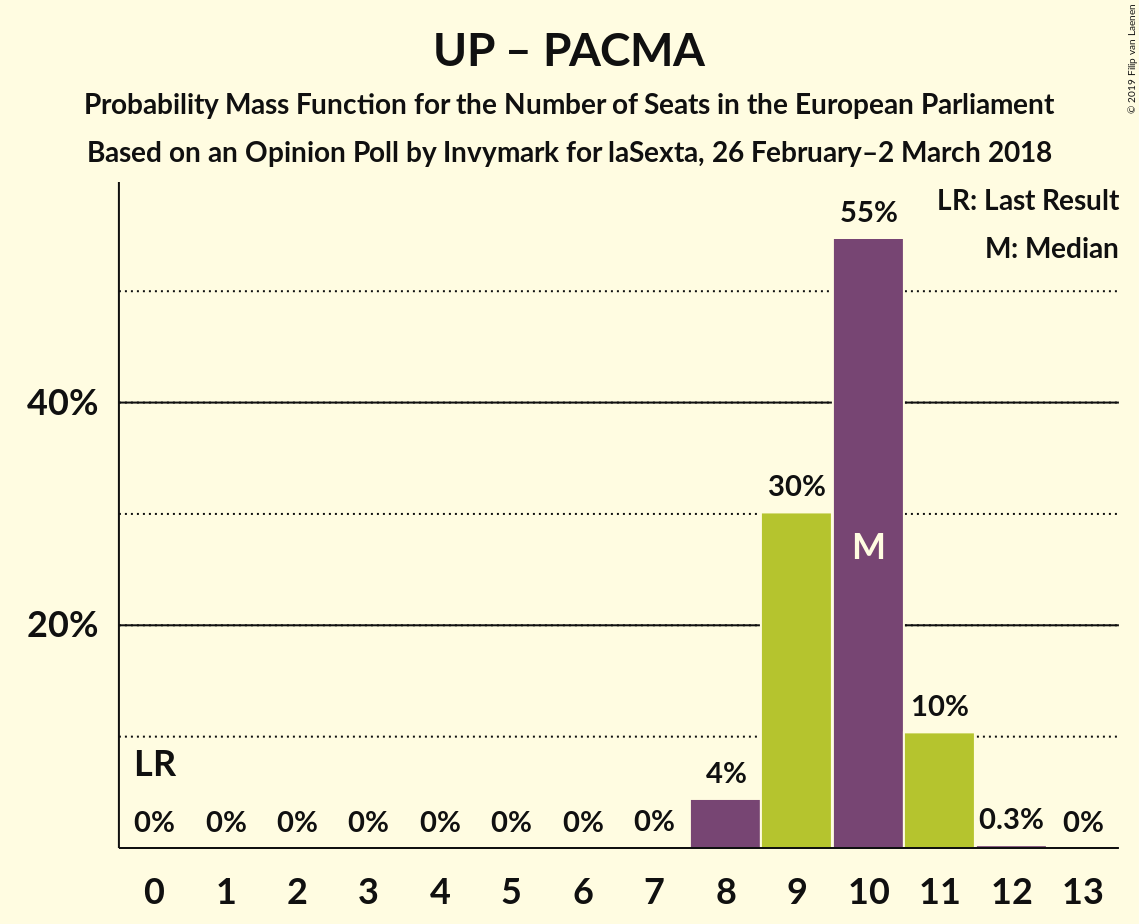 UP – PACMA
Probability Mass Function for the Number of Seats in the European Parliament
Based on an Opinion Poll by Invymark for laSexta, 26 February–2 March 2018
© 2019 Filip van Laenen
LR: Last Result
M: Median
55%
40%
30%
M
20%
10%
LR
4%
0% 0% 0% 0% 0% 0% 0% 0% 0.3% 0%
0 1 2 3 4 5 6 7 8 9 10 11 12 13